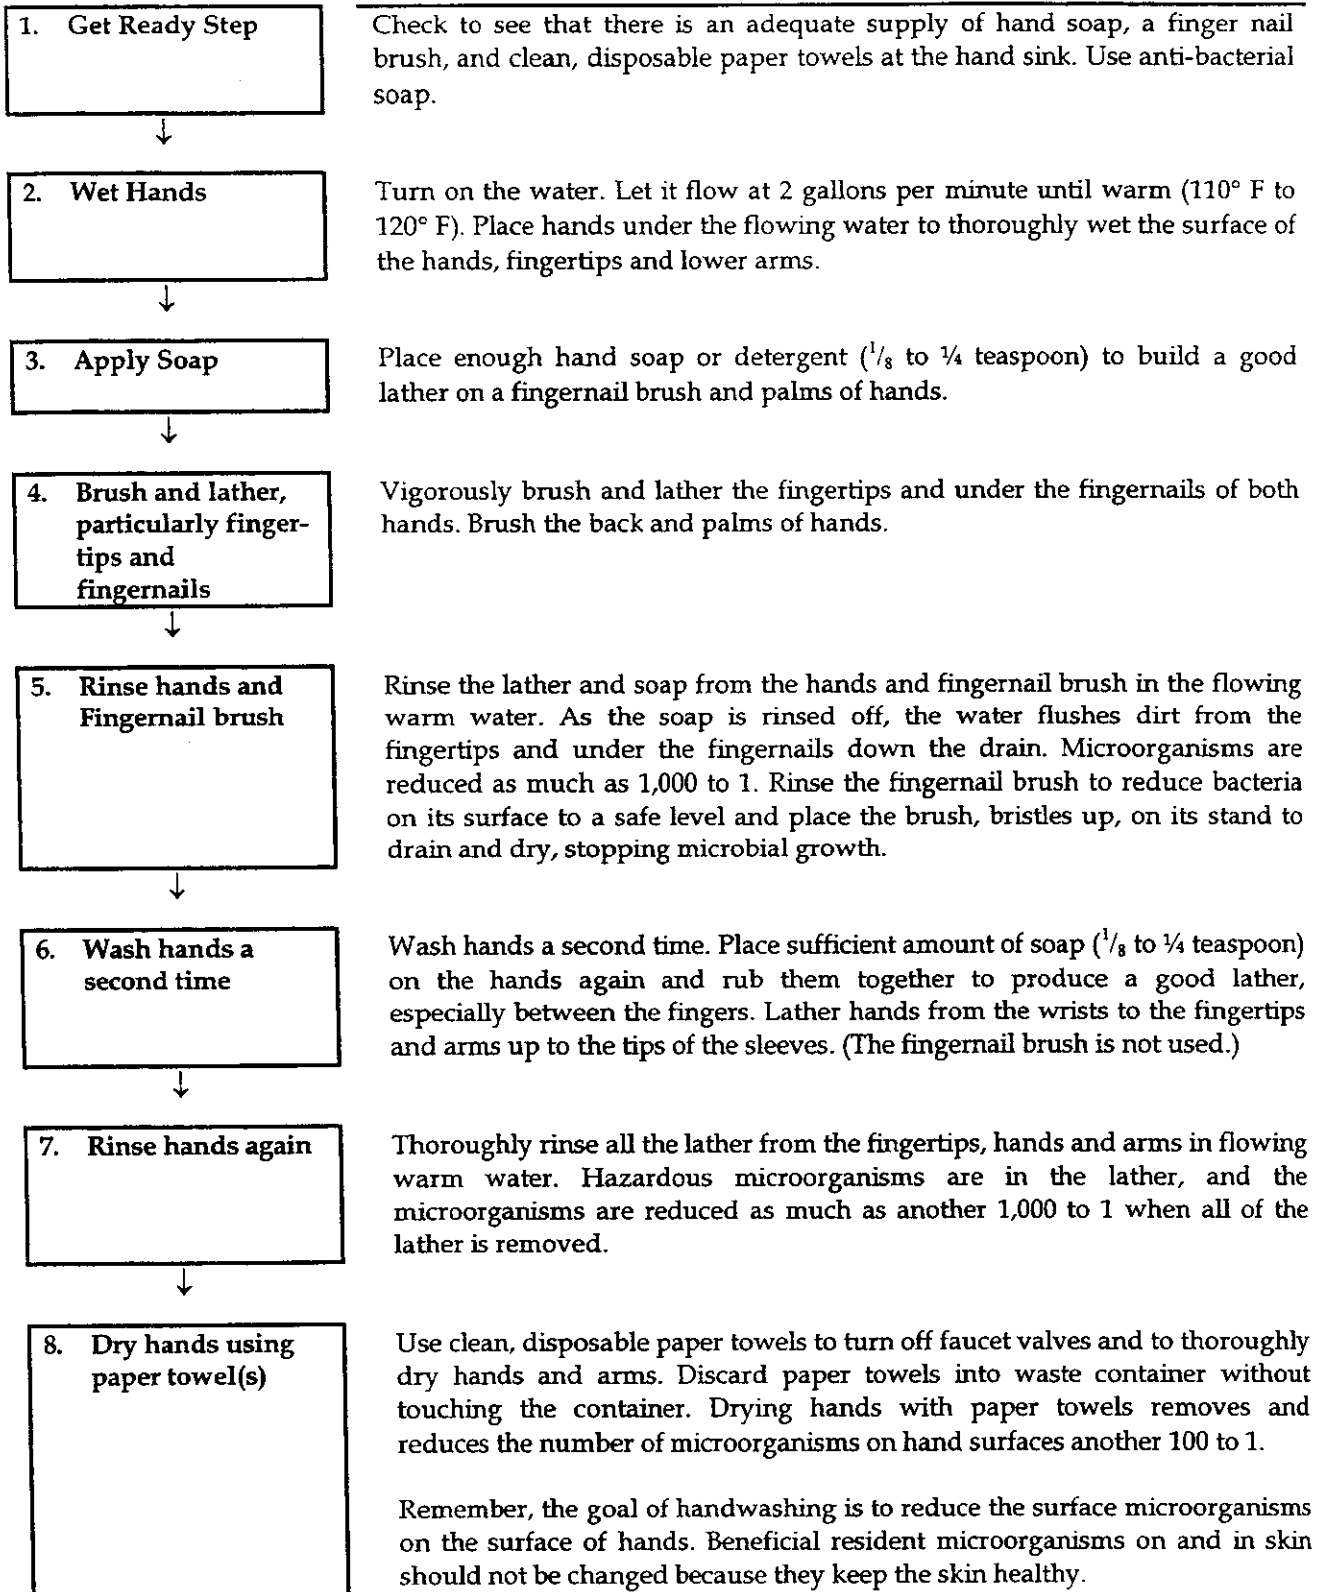 1. Get Ready Step
Check to see that there is an adequate supply of hand soap, a finger nail
brush, and clean, disposable paper towels at the hand sink. Use anti-bacterial
soap.
↓
2. Wet Hands
Turn on the water. Let it flow at 2 gallons per minute until warm (110° F to
120° F). Place hands under the flowing water to thoroughly wet the surface of
the hands, fingertips and lower arms.
↓
3. Apply Soap
Place enough hand soap or detergent (1/8 to ¼ teaspoon) to build a good
lather on a fingernail brush and palms of hands.
↓
4. Brush and lather,
particularly finger-
tips and
fingernails
Vigorously brush and lather the fingertips and under the fingernails of both
hands. Brush the back and palms of hands.
↓
5. Rinse hands and
Fingernail brush
Rinse the lather and soap from the hands and fingernail brush in the flowing
warm water. As the soap is rinsed off, the water flushes dirt from the
fingertips and under the fingernails down the drain. Microorganisms are
reduced as much as 1,000 to 1. Rinse the fingernail brush to reduce bacteria
on its surface to a safe level and place the brush, bristles up, on its stand to
drain and dry, stopping microbial growth.
↓
6. Wash hands a
second time
Wash hands a second time. Place sufficient amount of soap (1/8 to ¼ teaspoon)
on the hands again and rub them together to produce a good lather,
especially between the fingers. Lather hands from the wrists to the fingertips
and arms up to the tips of the sleeves. (The fingernail brush is not used.)
↓
7. Rinse hands again
Thoroughly rinse all the lather from the fingertips, hands and arms in flowing
warm water. Hazardous microorganisms are in the lather, and the
microorganisms are reduced as much as another 1,000 to 1 when all of the
lather is removed.
↓
8. Dry hands using
paper towel(s)
Use clean, disposable paper towels to turn off faucet valves and to thoroughly
dry hands and arms. Discard paper towels into waste container without
touching the container. Drying hands with paper towels removes and
reduces the number of microorganisms on hand surfaces another 100 to 1.
Remember, the goal of handwashing is to reduce the surface microorganisms
on the surface of hands. Beneficial resident microorganisms on and in skin
should not be changed because they keep the skin healthy.